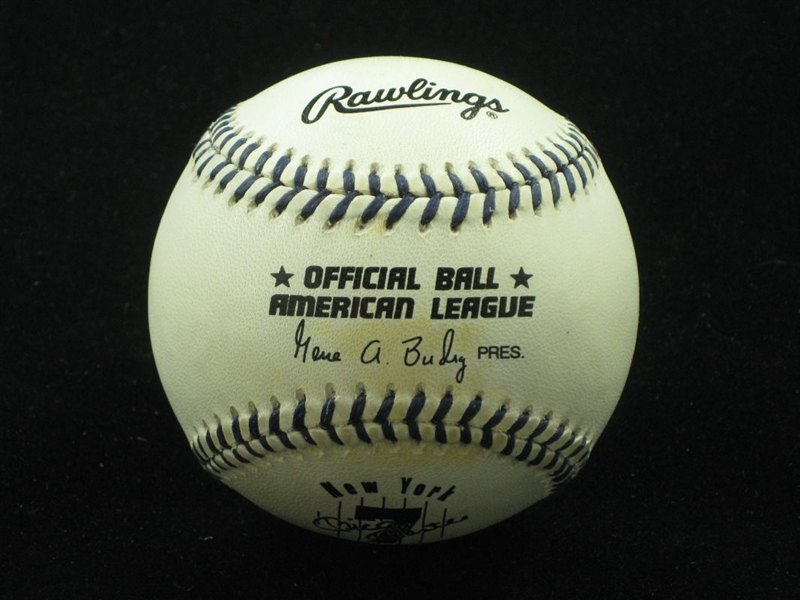 Rawlings®
★ OFFICIAL BALL ★
AMERICAN LEAGUE
Gene A. Budig PRES.
New York
7